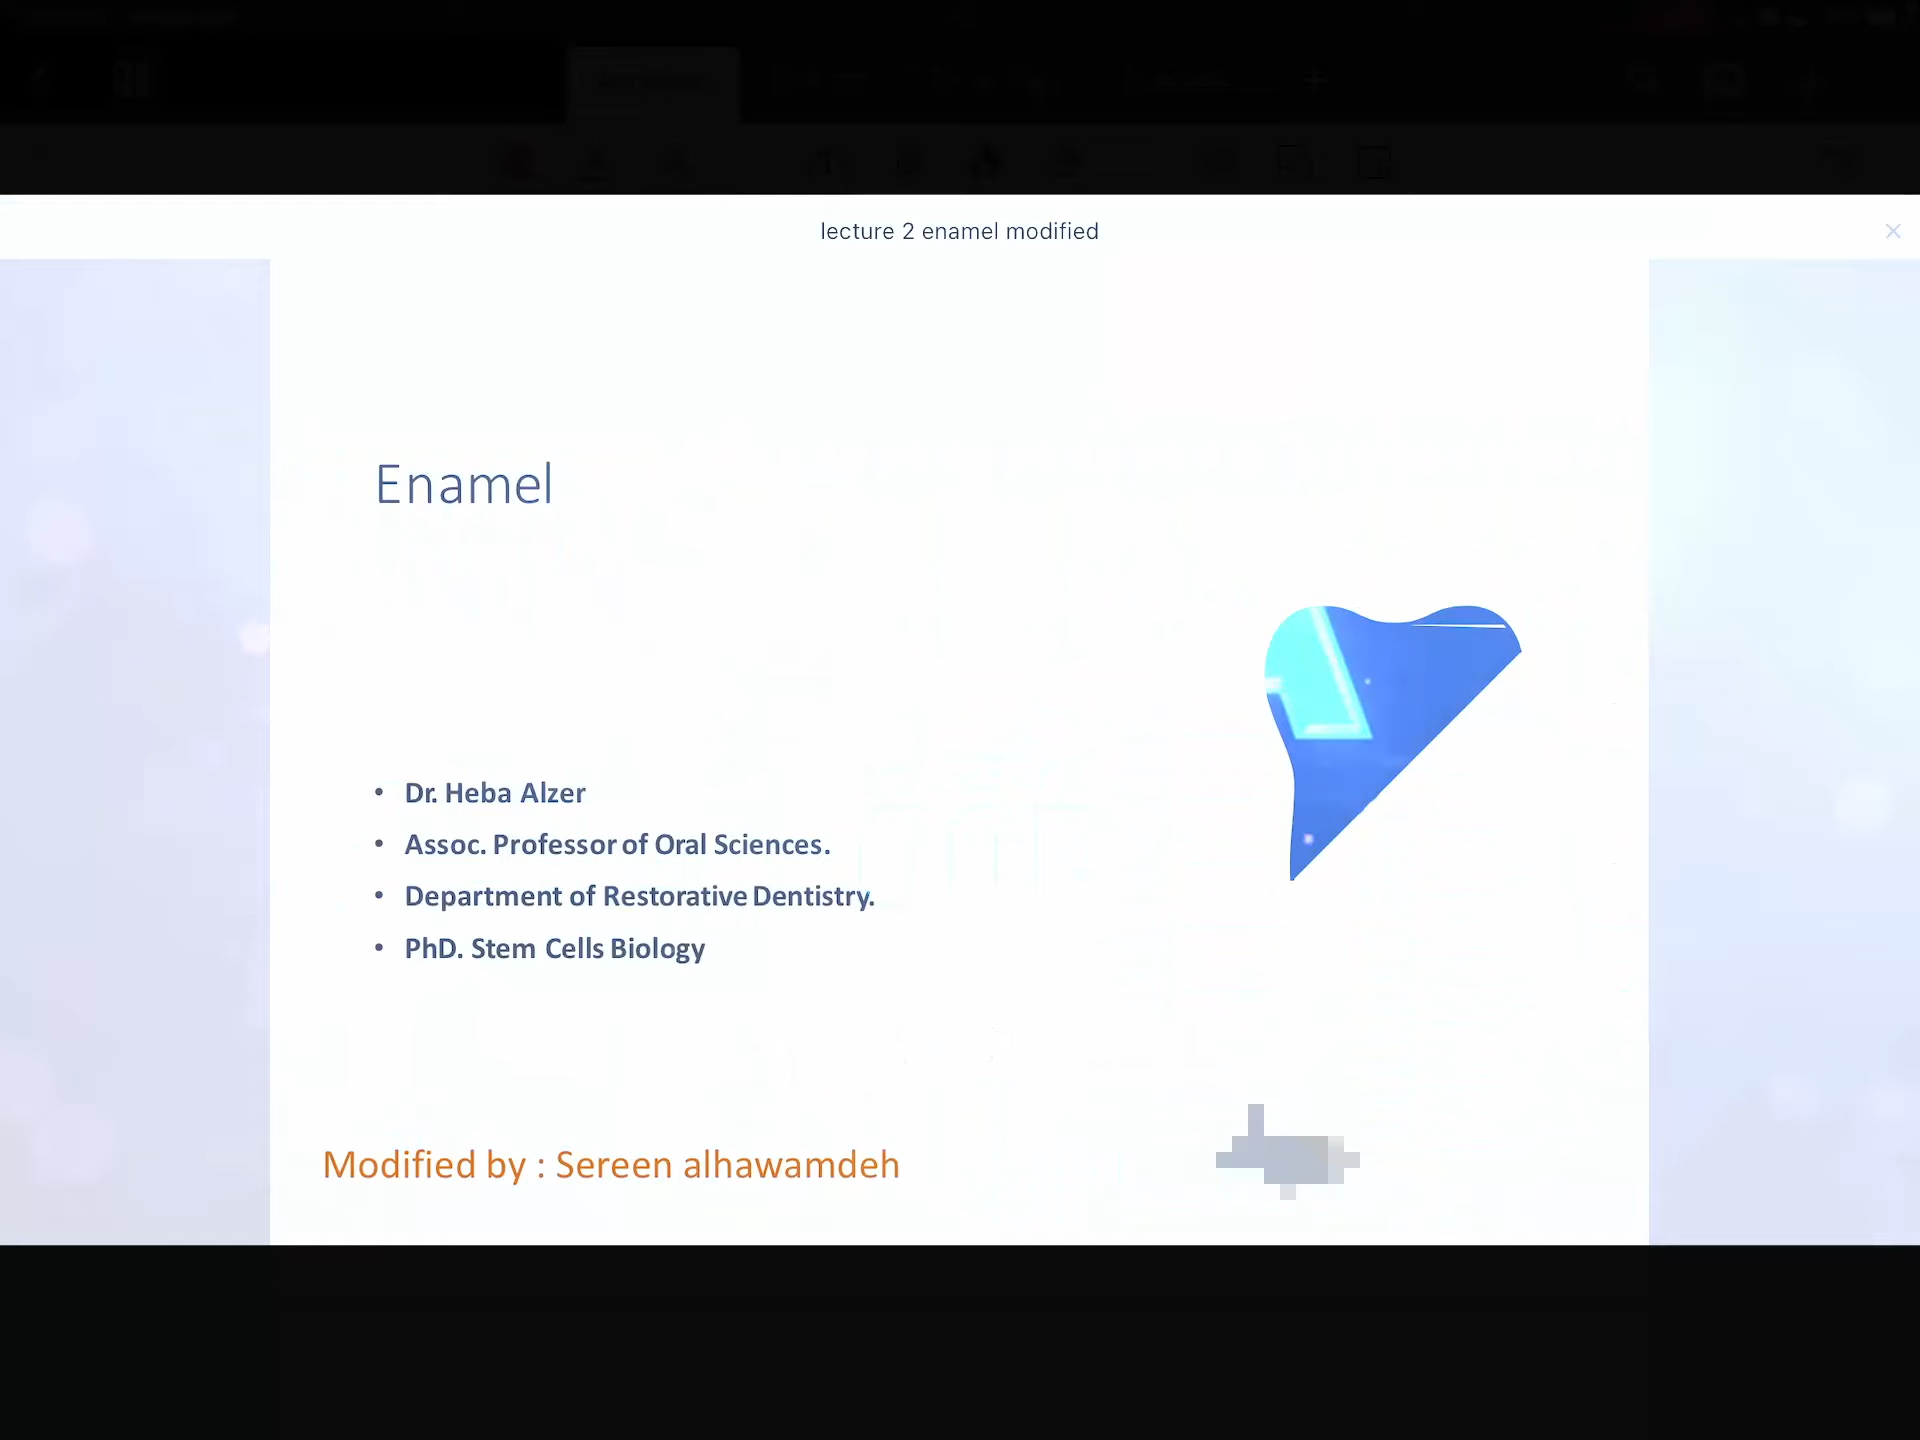 lecture 2 enamel modified
Enamel
• Dr. Heba Alzer
• Assoc. Professor of Oral Sciences.
• Department of Restorative Dentistry.
• PhD. Stem Cells Biology
Modified by : Sereen alhawamdeh